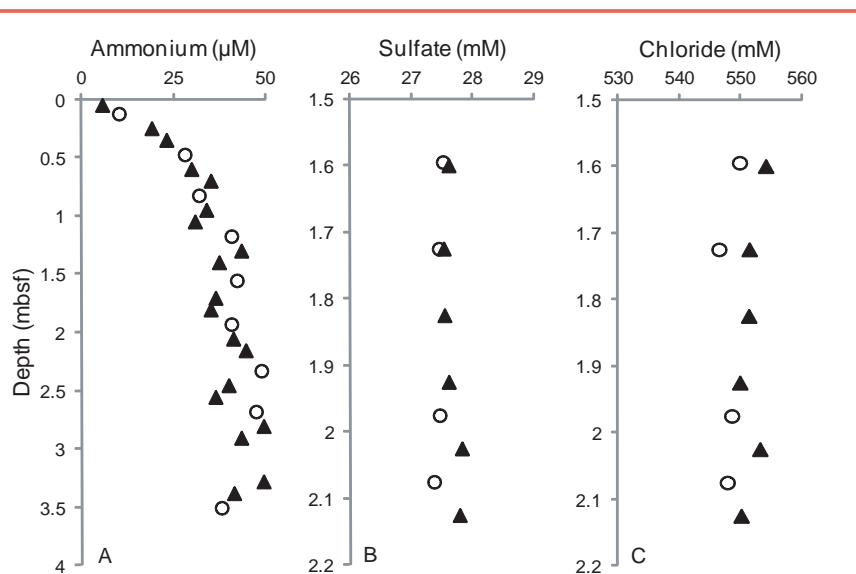 Ammonium (µM)
0 25 50
Depth (mbsf)
0
0.5
1
1.5
2
2.5
3
3.5
4
A
Sulfate (mM)
26 27 28 29
1.5
1.6
1.7
1.8
1.9
2
2.1
2.2
B
Chloride (mM)
530 540 550 560
1.5
1.6
1.7
1.8
1.9
2
2.1
2.2
C